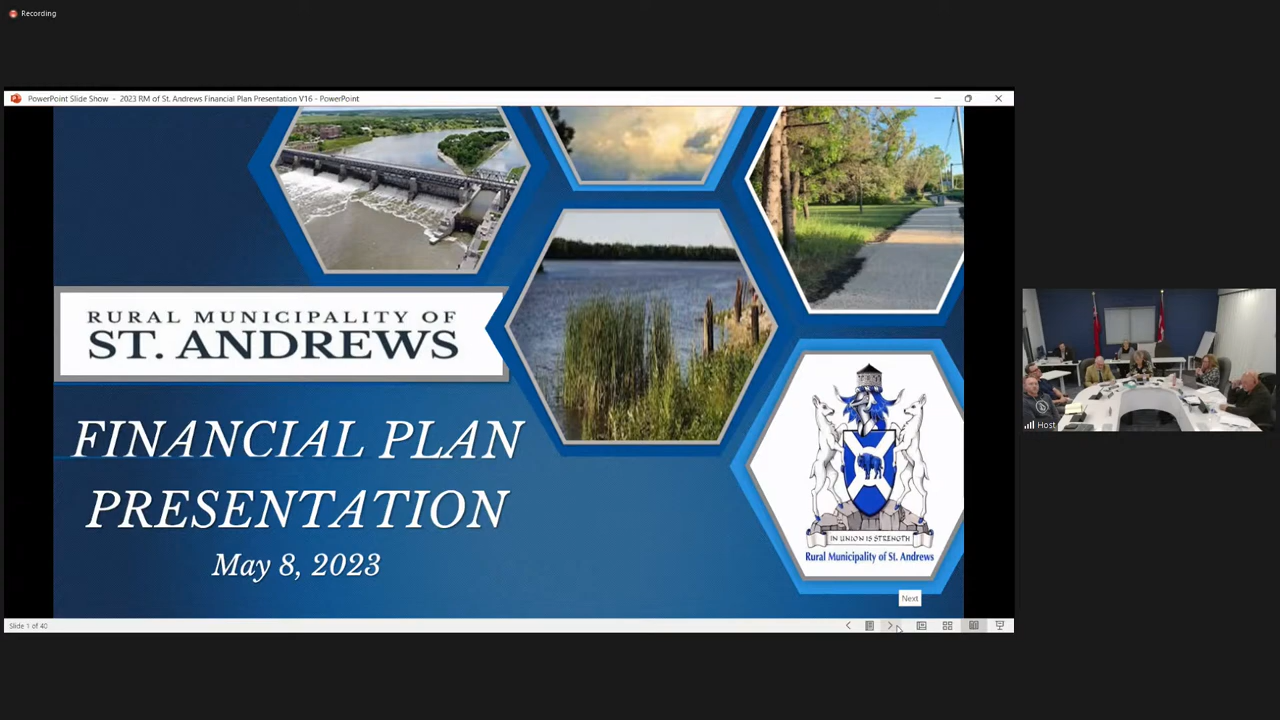 Recording
PowerPoint Slide Show - 2023 RM of St. Andrews Financial Plan Presentation V16 - PowerPoint
RURAL MUNICIPALITY OF
ST. ANDREWS
FINANCIAL PLAN
PRESENTATION
May 8, 2023
IN UNION IS STRENGTH
Rural Municipality of St. Andrews
Next
Slide 1 of 40
Host